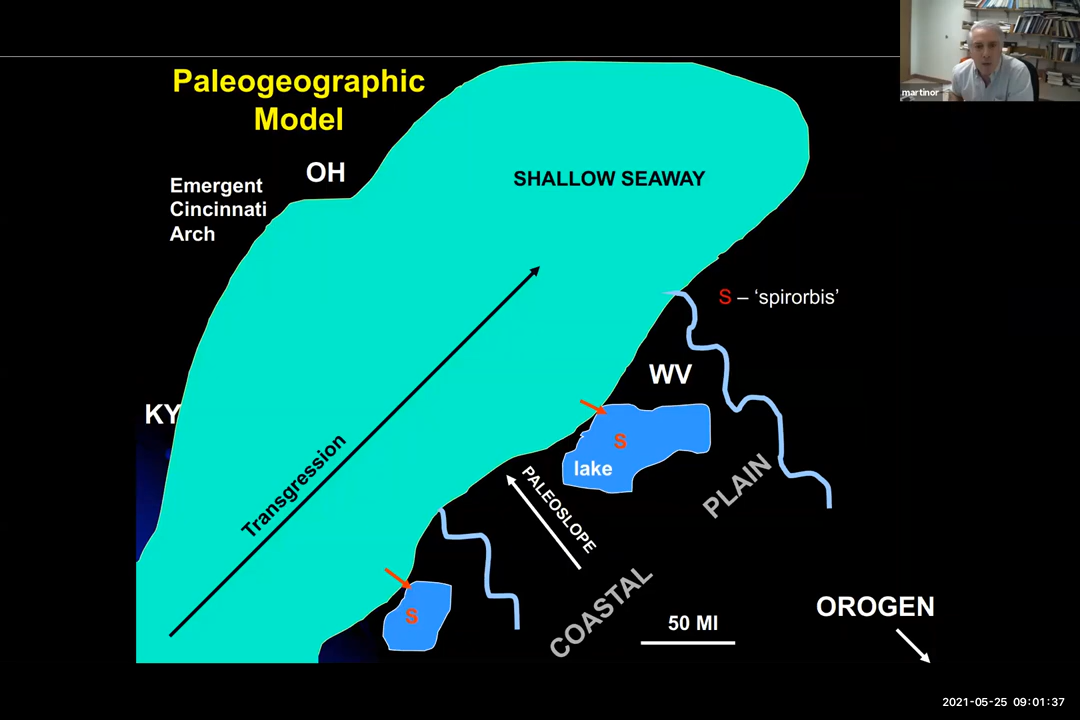 martinor
Paleogeographic
Model
OH
Emergent
Cincinnati
Arch
SHALLOW SEAWAY
S – ‘spirorbis’
WV
KY
S
lake
Transgression
PALEOSLOPE
PLAIN
S
COASTAL
50 MI
OROGEN
2021-05-25 09:01:37